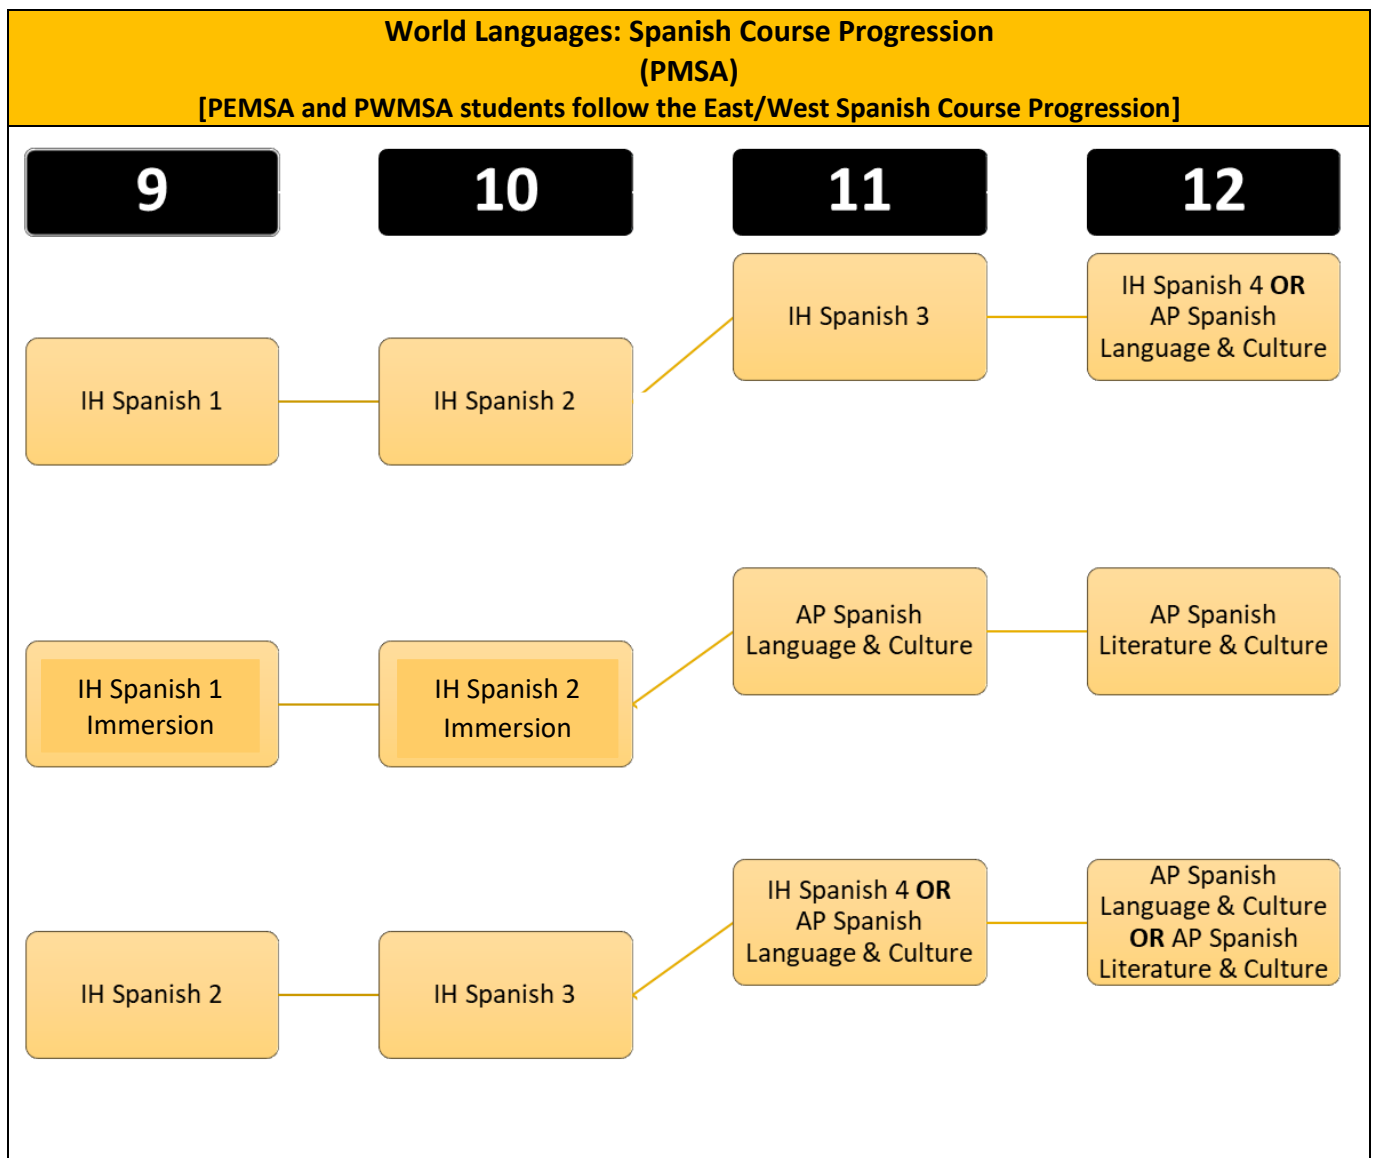 World Languages: Spanish Course Progression
(PMSA)
[PEMSA and PWMSA students follow the East/West Spanish Course Progression]
9
10
11
12
IH Spanish 1
IH Spanish 2
IH Spanish 3
IH Spanish 4 OR
AP Spanish
Language & Culture
IH Spanish 1
Immersion
IH Spanish 2
Immersion
AP Spanish
Language & Culture
AP Spanish
Literature & Culture
IH Spanish 2
IH Spanish 3
IH Spanish 4 OR
AP Spanish
Language & Culture
AP Spanish
Language & Culture
OR AP Spanish
Literature & Culture